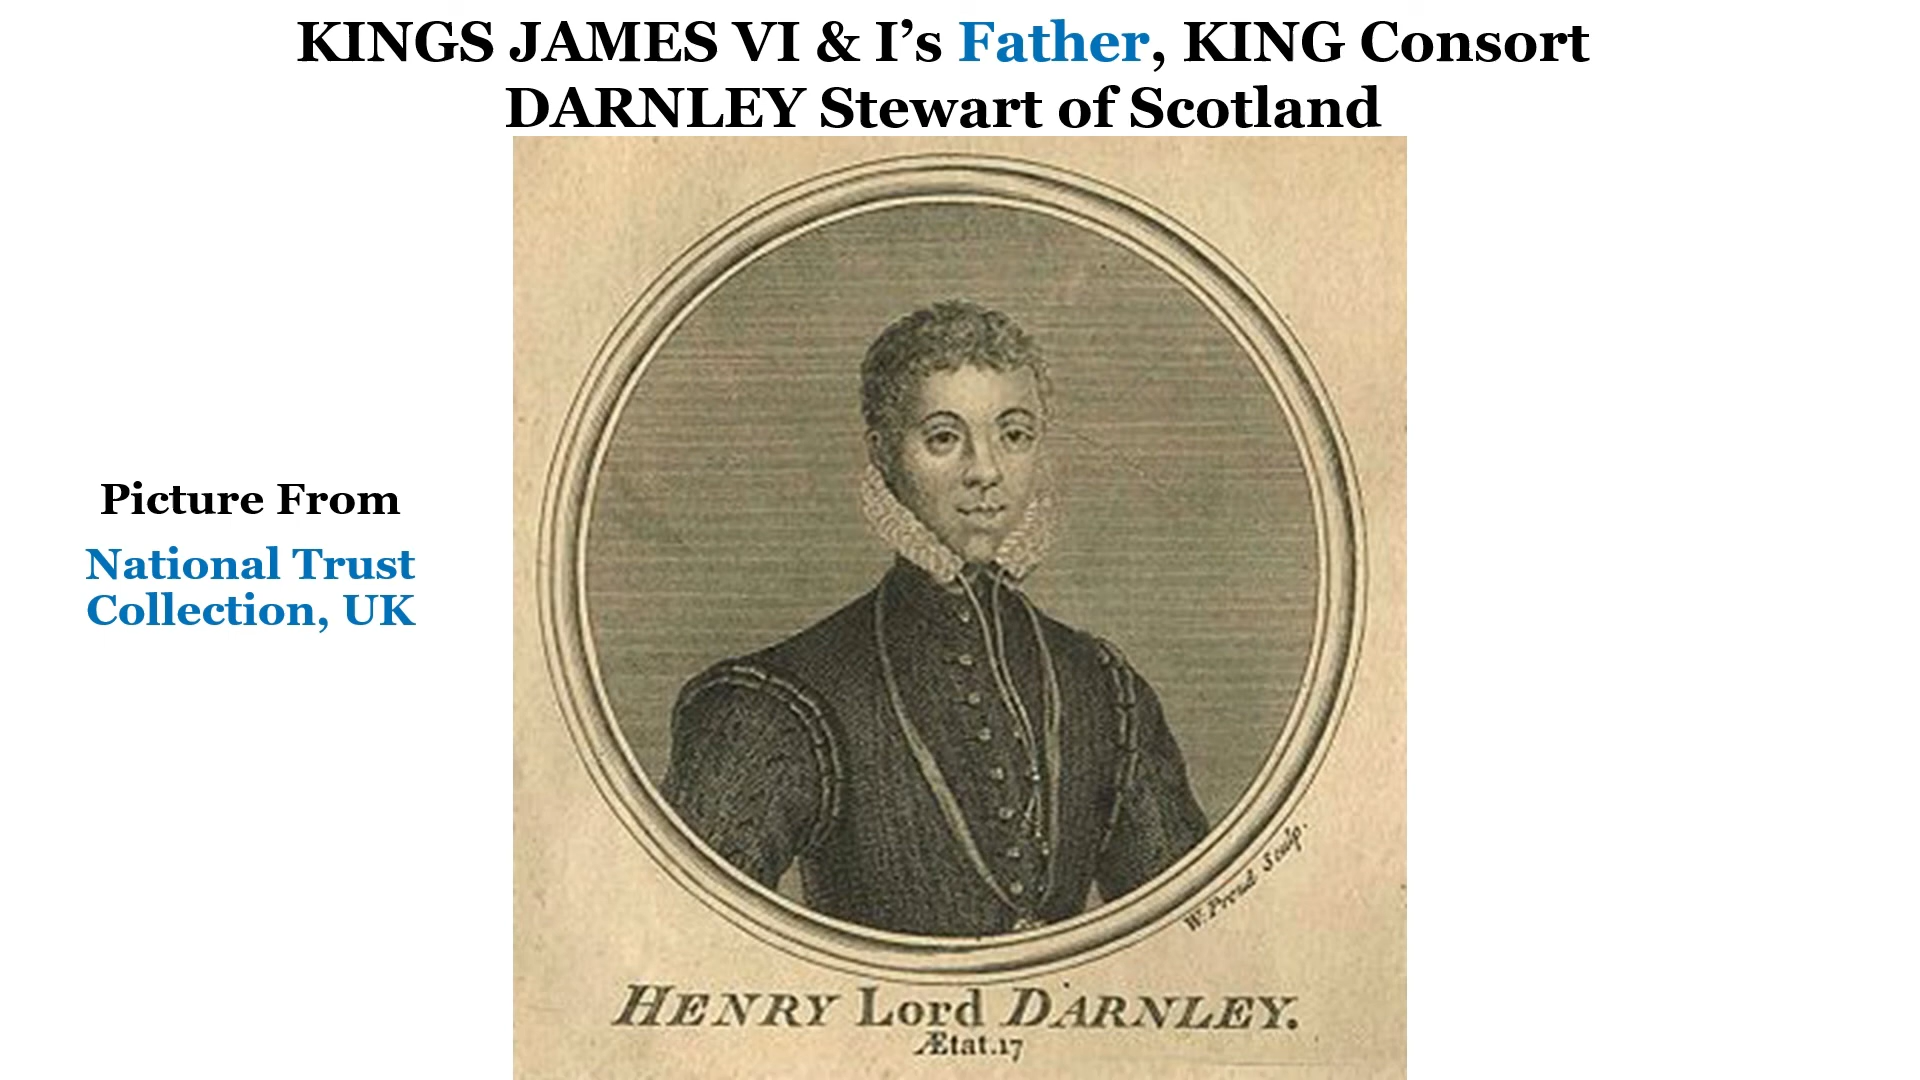 KINGS JAMES VI & I’s Father, KING Consort
DARNLEY Stewart of Scotland
Picture From
National Trust
Collection, UK
W. Proud Sculp.
HENRY Lord DARNLEY.
Ætat.17